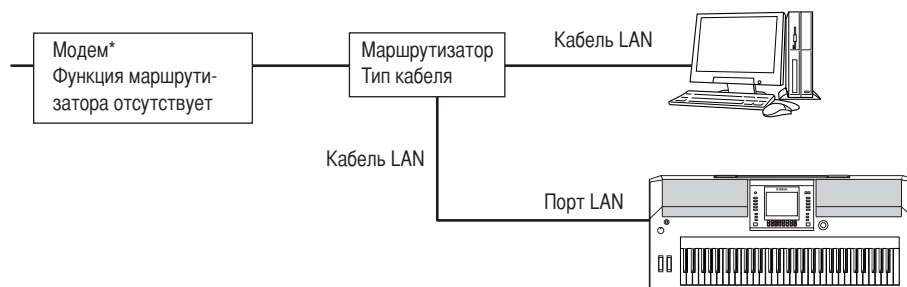 Модем*
Функция маршрути-
затора отсутствует
Маршрутизатор
Тип кабеля
Кабель LAN
Кабель LAN
Порт LAN